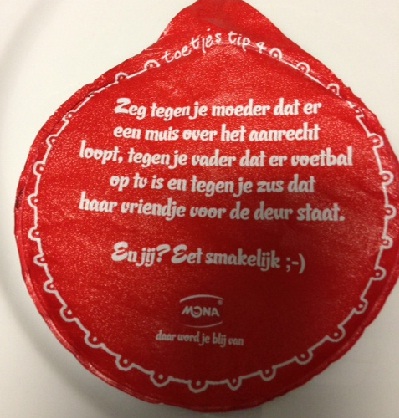 toetjes tip 4
Zeg tegen je moeder dat er
een muis over het aanrecht
loopt, tegen je vader dat er voetbal
op tv is en tegen je zus dat
haar vriendje voor de deur staat.
En jij? Eet smakelijk ;-)
MONA®
daar word je blij van